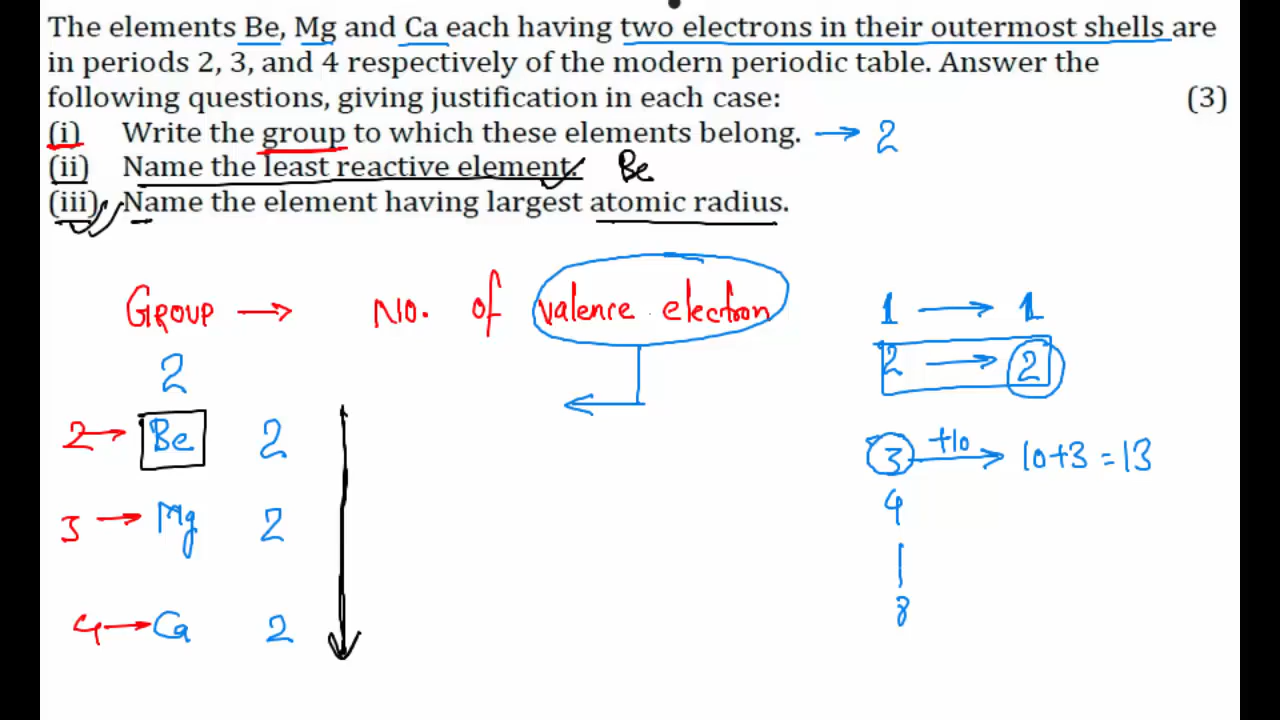 The elements Be, Mg and Ca each having two electrons in their outermost shells are
in periods 2, 3, and 4 respectively of the modern periodic table. Answer the
following questions, giving justification in each case: (3)
(i) Write the group to which these elements belong. → 2
(ii) Name the least reactive element. Be
(iii) Name the element having largest atomic radius.
GROUP → NO. of valence electron
1 → 1
2
2 → 2
2 → Be 2
3 +10 → 10+3 = 13
4
3 → Mg 2
8
4 → Ca 2